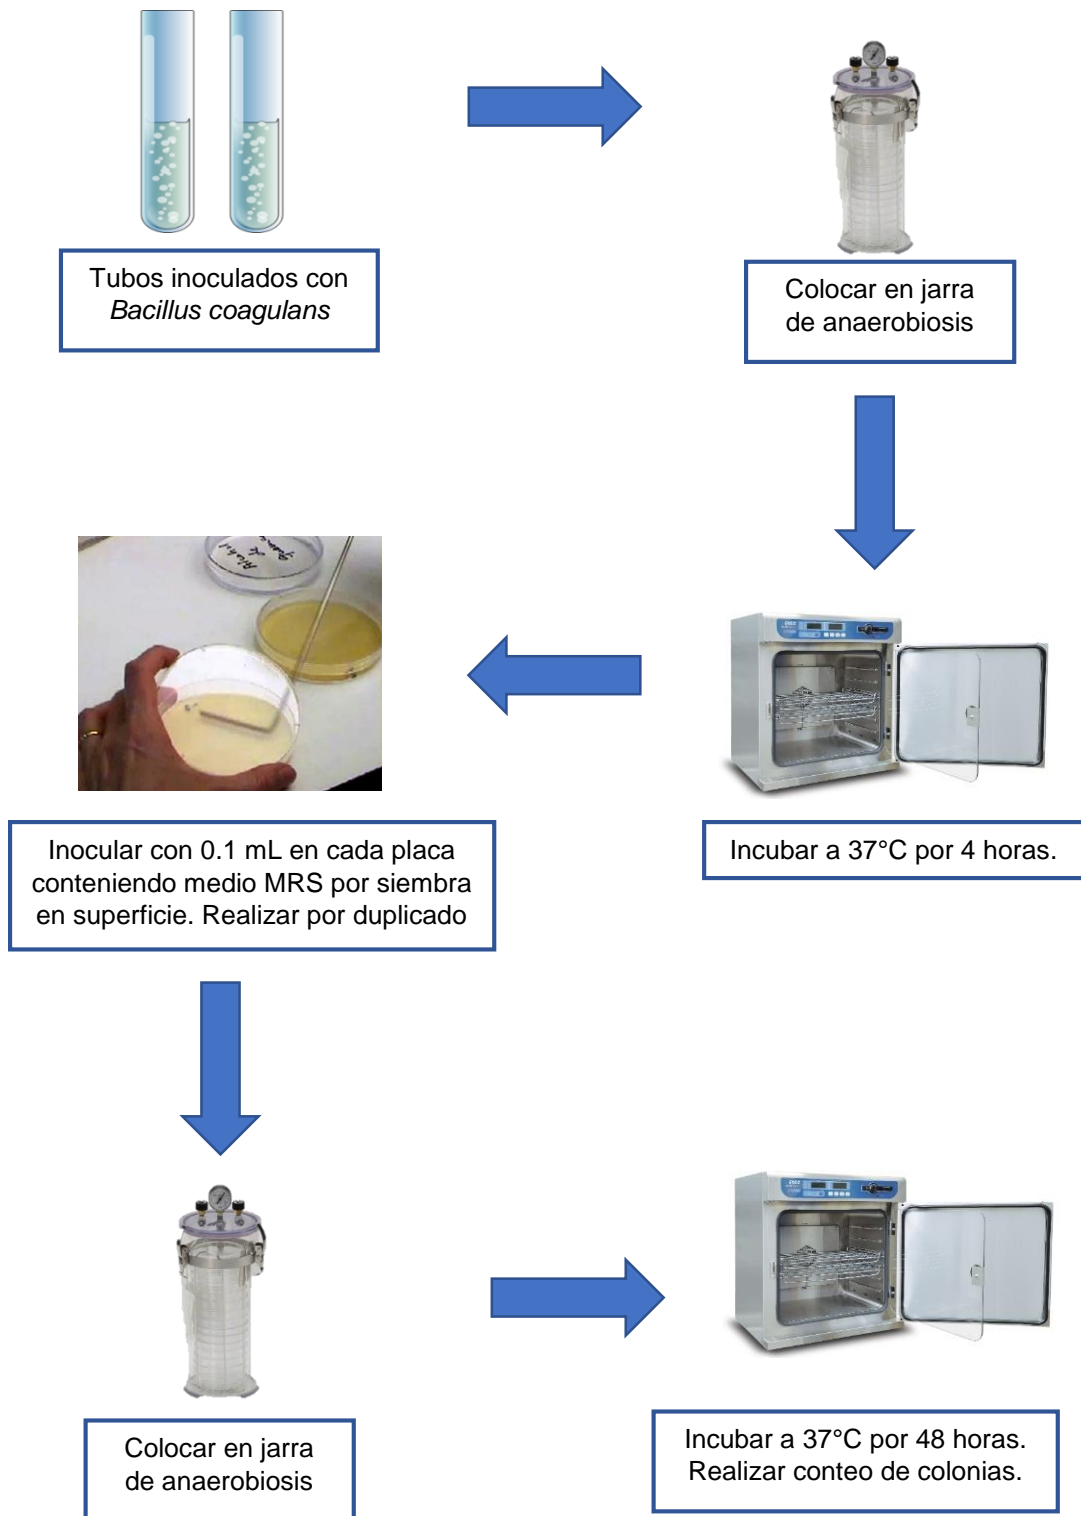 Tubos inoculados con
Bacillus coagulans
Colocar en jarra
de anaerobiosis
Incubar a 37°C por 4 horas.
Inocular con 0.1 mL en cada placa
conteniendo medio MRS por siembra
en superficie. Realizar por duplicado
Colocar en jarra
de anaerobiosis
Incubar a 37°C por 48 horas.
Realizar conteo de colonias.